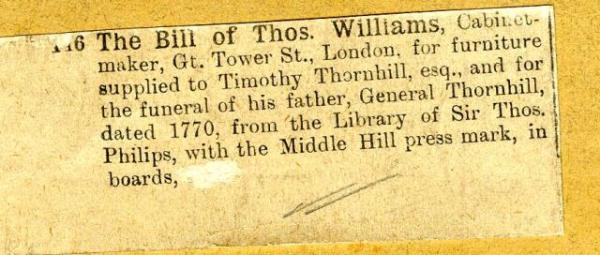 116 The Bill of Thos. Williams, Cabinet-
maker, Gt. Tower St., London, for furniture
supplied to Timothy Thornhill, esq., and for
the funeral of his father, General Thornhill,
dated 1770, from the Library of Sir Thos.
Philips, with the Middle Hill press mark, in
boards,